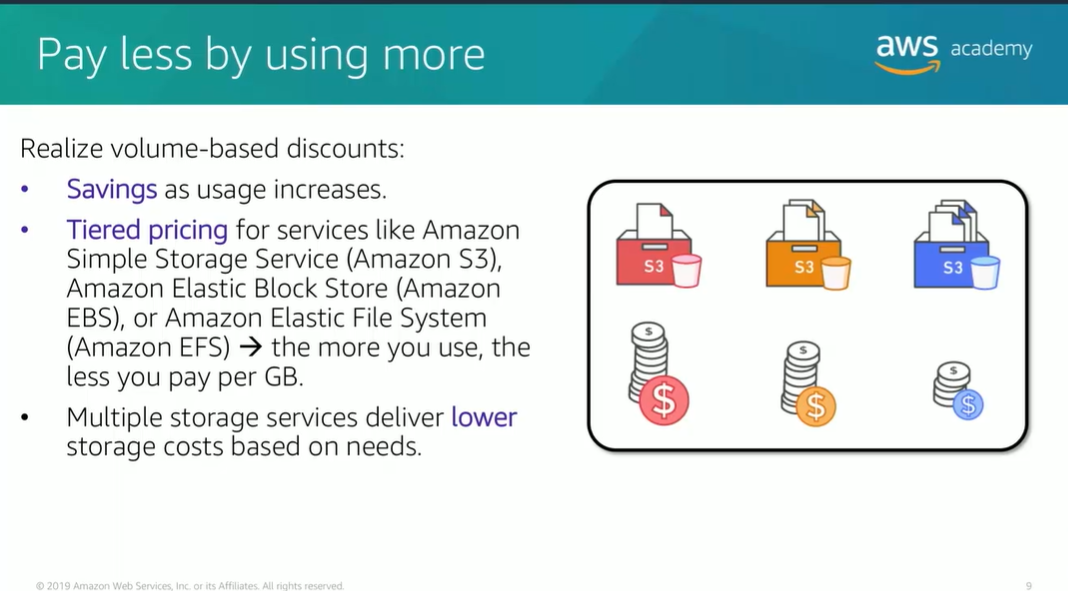 Pay less by using more
aws academy
Realize volume-based discounts:
• Savings as usage increases.
• Tiered pricing for services like Amazon
Simple Storage Service (Amazon S3),
Amazon Elastic Block Store (Amazon
EBS), or Amazon Elastic File System
(Amazon EFS) → the more you use, the
less you pay per GB.
• Multiple storage services deliver lower
storage costs based on needs.
S3 S3 S3
$ $ $
$ $ $
© 2019 Amazon Web Services, Inc. or its Affiliates. All rights reserved.
9